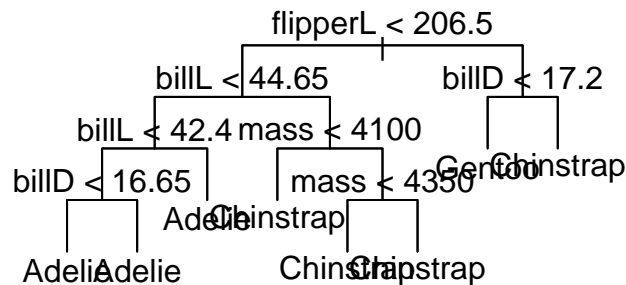 flipperL < 206.5
billL < 44.65
billD < 17.2
billL < 42.4
mass < 4100
Gentoo
Chinstrap
billD < 16.65
mass < 4350
Adelie
Chinstrap
Adelie
Adelie
Chinstrap
Chinstrap